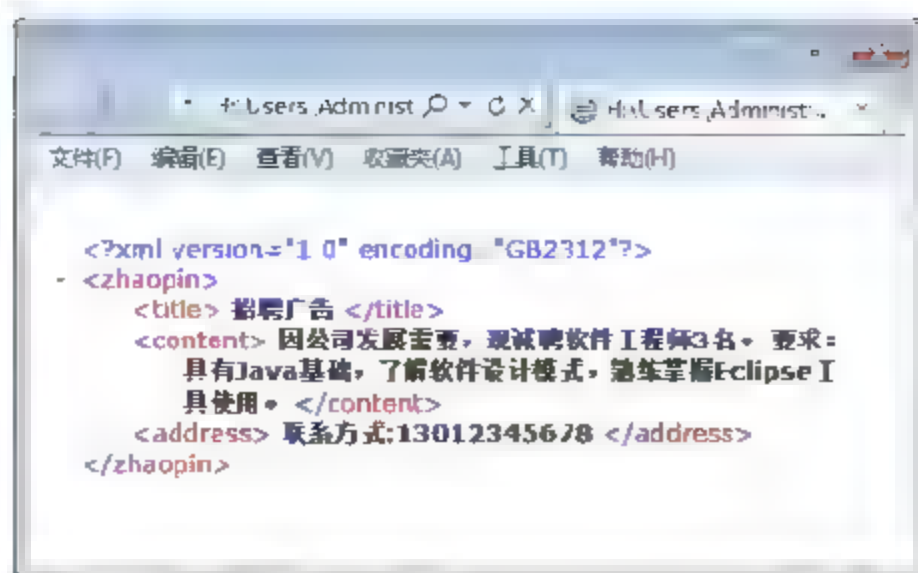 Users Administ
Users Administ...
文件(F) 编辑(E) 查看(V) 收藏夹(A) 工具(T) 帮助(H)
<?xml version="1.0" encoding="GB2312"?>
- <zhaopin>
<title> 招聘广告 </title>
<content> 因公司发展需要，现诚聘软件工程师3名。要求：
具有Java基础，了解软件设计模式，熟练掌握Eclipse工
具使用。 </content>
<address> 联系方式:13012345678 </address>
</zhaopin>